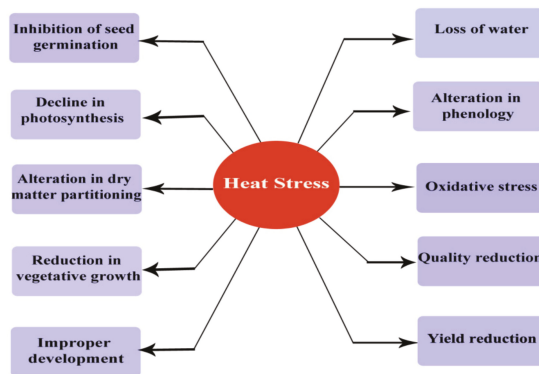 Inhibition of seed
germination
Decline in
photosynthesis
Alteration in dry
matter partitioning
Reduction in
vegetative growth
Improper
development
Heat Stress
Loss of water
Alteration in
phenology
Oxidative stress
Quality reduction
Yield reduction